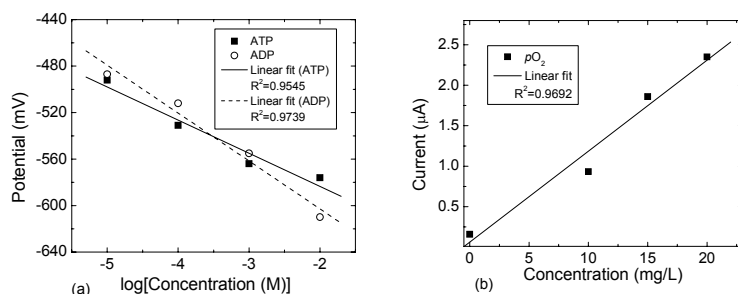 -440
-480
-520
-560
-600
-640
Potential (mV)
ATP
ADP
Linear fit (ATP)
R²=0.9545
Linear fit (ADP)
R²=0.9739
-5 -4 -3 -2
(a) log[Concentration (M)]
2.5
2.0
1.5
1.0
0.5
Current (μA)
pO₂
Linear fit
R²=0.9692
0 5 10 15 20
(b) Concentration (mg/L)